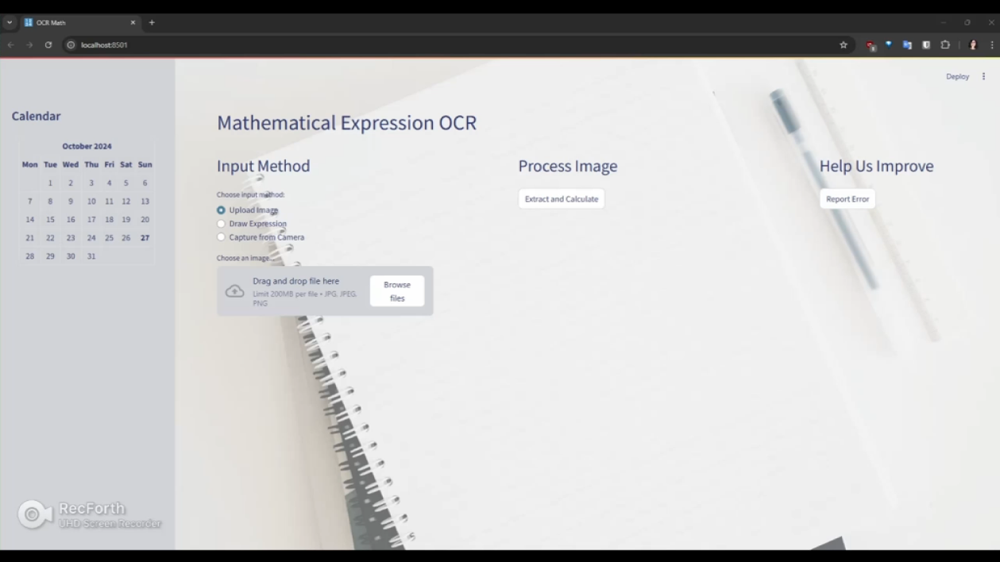 OCR Math
localhost:8501
Deploy
Calendar
October 2024
Mon Tue Wed Thu Fri Sat Sun
1 2 3 4 5 6
7 8 9 10 11 12 13
14 15 16 17 18 19 20
21 22 23 24 25 26 27
28 29 30 31
Mathematical Expression OCR
Input Method
Choose input method:
Upload Image
Draw Expression
Capture from Camera
Choose an image...
Drag and drop file here
Limit 200MB per file • JPG, JPEG,
PNG
Browse
files
Process Image
Extract and Calculate
Help Us Improve
Report Error
RecForth
UHD Screen Recorder